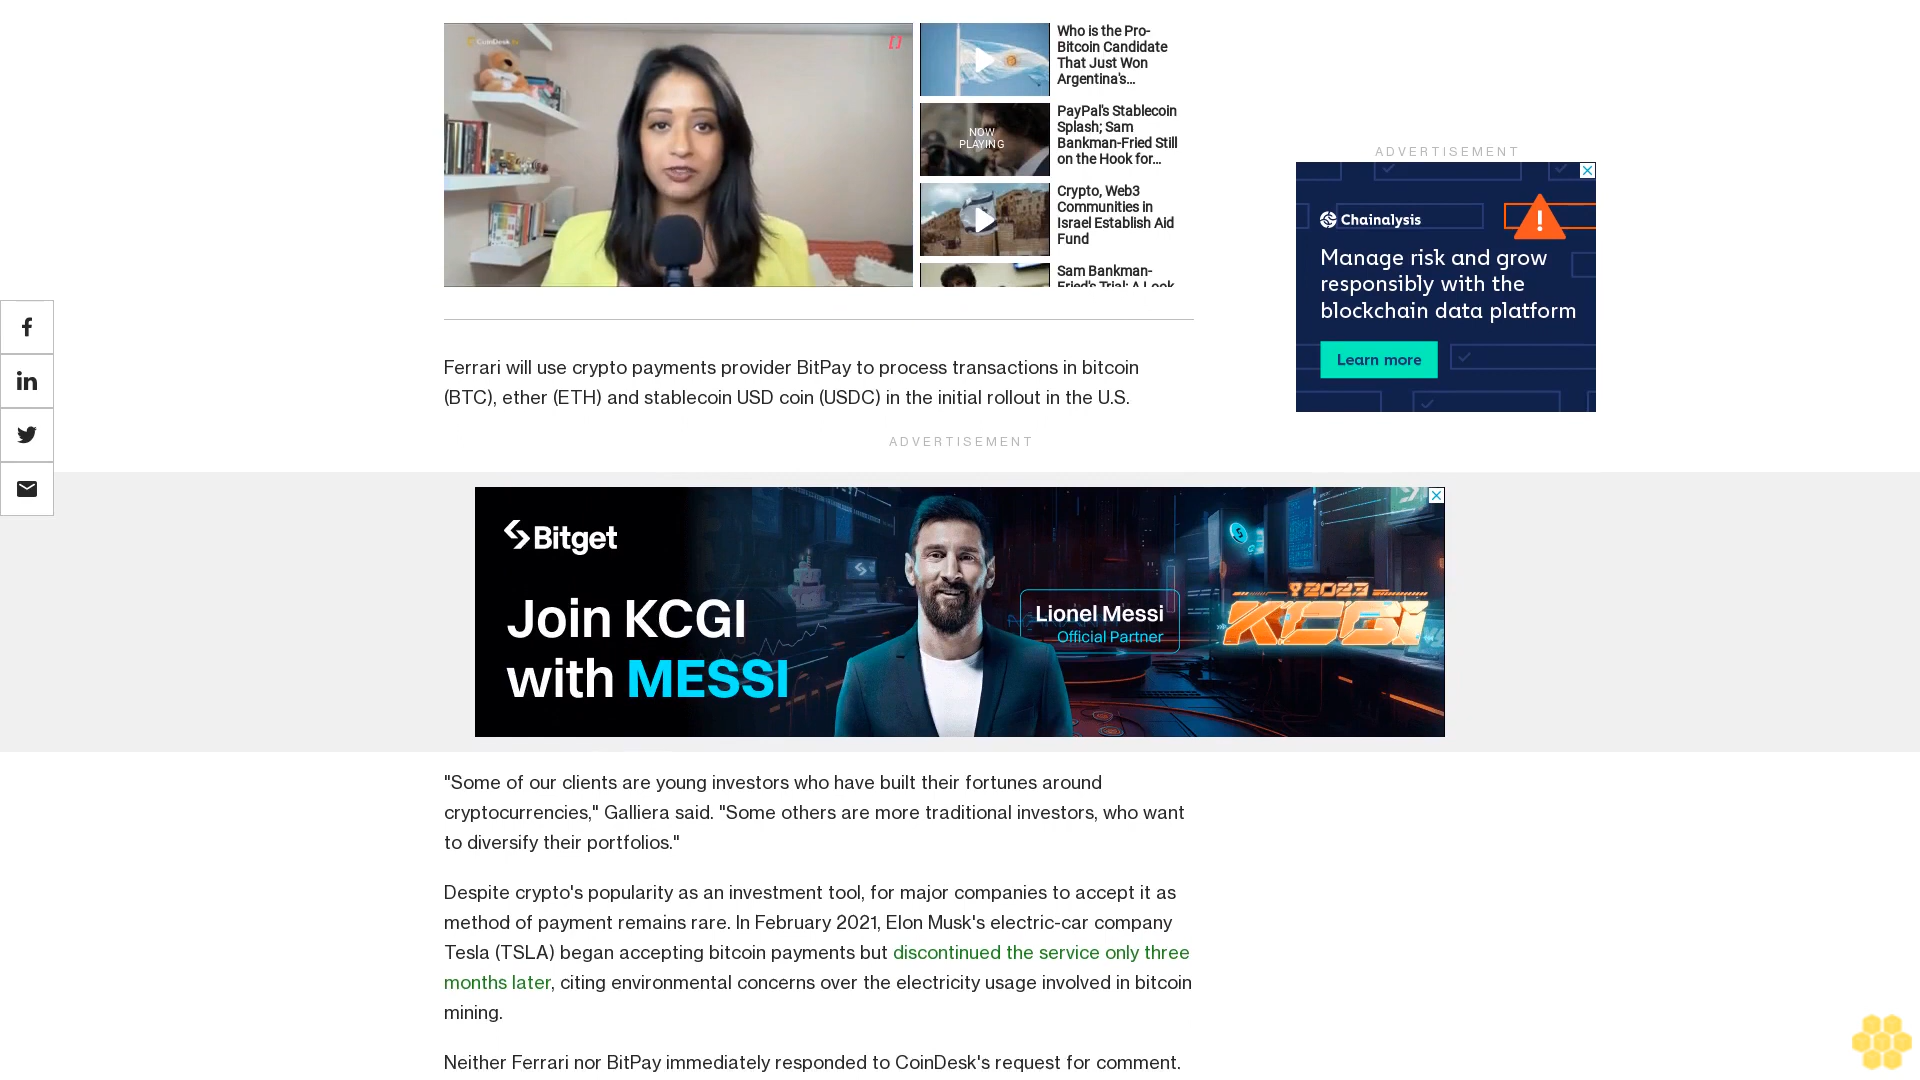 CoinDesk tv
Who is the Pro-
Bitcoin Candidate
That Just Won
Argentina's...
NOW
PLAYING
PayPal's Stablecoin
Splash; Sam
Bankman-Fried Still
on the Hook for...
Crypto, Web3
Communities in
Israel Establish Aid
Fund
Sam Bankman-
Fried's Trial: A Look
ADVERTISEMENT
Chainalysis
Manage risk and grow
responsibly with the
blockchain data platform
Learn more
Ferrari will use crypto payments provider BitPay to process transactions in bitcoin
(BTC), ether (ETH) and stablecoin USD coin (USDC) in the initial rollout in the U.S.
ADVERTISEMENT
Bitget
Join KCGI
with MESSI
Lionel Messi
Official Partner
2023
KCGI
"Some of our clients are young investors who have built their fortunes around
cryptocurrencies," Galliera said. "Some others are more traditional investors, who want
to diversify their portfolios."
Despite crypto's popularity as an investment tool, for major companies to accept it as
method of payment remains rare. In February 2021, Elon Musk's electric-car company
Tesla (TSLA) began accepting bitcoin payments but discontinued the service only three
months later, citing environmental concerns over the electricity usage involved in bitcoin
mining.
Neither Ferrari nor BitPay immediately responded to CoinDesk's request for comment.